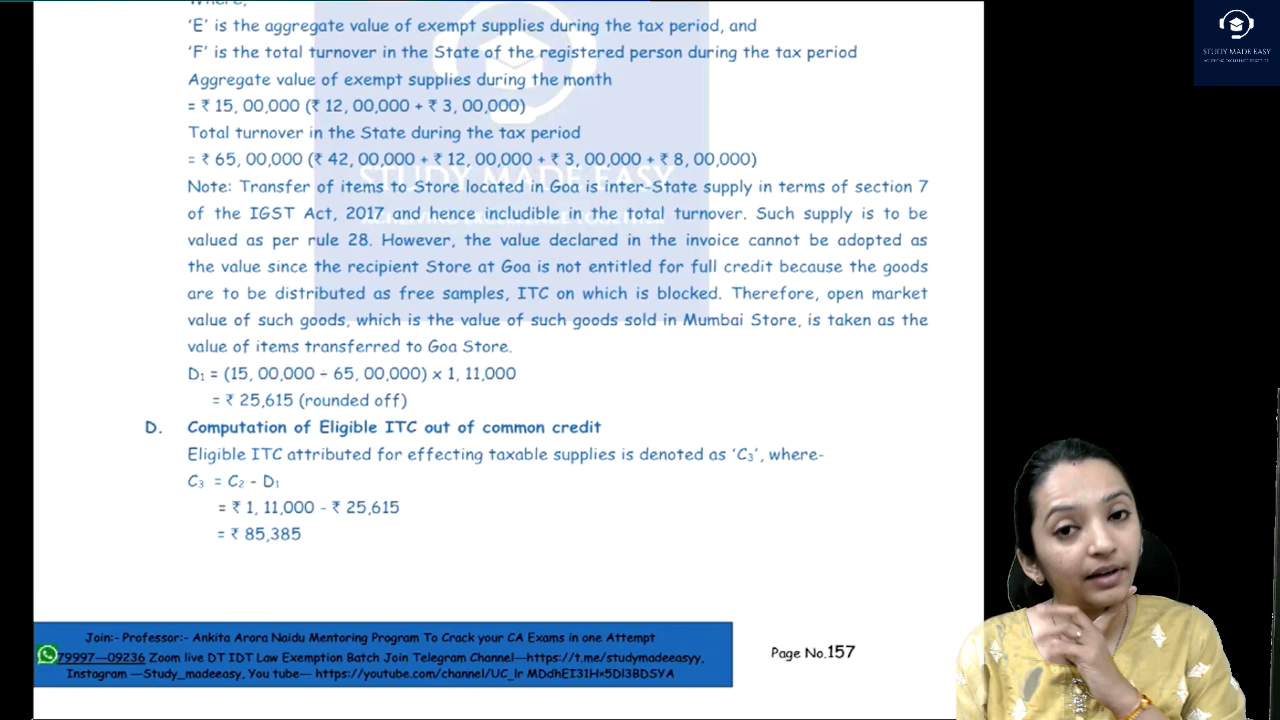 Where,
'E' is the aggregate value of exempt supplies during the tax period, and
'F' is the total turnover in the State of the registered person during the tax period
Aggregate value of exempt supplies during the month
= ₹ 15, 00,000 (₹ 12, 00,000 + ₹ 3, 00,000)
Total turnover in the State during the tax period
= ₹ 65, 00,000 (₹ 42, 00,000 + ₹ 12, 00,000 + ₹ 3, 00,000 + ₹ 8, 00,000)
Note: Transfer of items to Store located in Goa is inter-State supply in terms of section 7
of the IGST Act, 2017 and hence includible in the total turnover. Such supply is to be
valued as per rule 28. However, the value declared in the invoice cannot be adopted as
the value since the recipient Store at Goa is not entitled for full credit because the goods
are to be distributed as free samples, ITC on which is blocked. Therefore, open market
value of such goods, which is the value of such goods sold in Mumbai Store, is taken as the
value of items transferred to Goa Store.
D₁ = (15, 00,000 ÷ 65, 00,000) x 1, 11,000
= ₹ 25,615 (rounded off)
D. Computation of Eligible ITC out of common credit
Eligible ITC attributed for effecting taxable supplies is denoted as 'C₃', where-
C₃ = C₂ - D₁
= ₹ 1, 11,000 - ₹ 25,615
= ₹ 85,385
Join:- Professor:- Ankita Arora Naidu Mentoring Program To Crack your CA Exams in one Attempt
79997—09236 Zoom live DT IDT Law Exemption Batch Join Telegram Channel—https://t.me/studymadeeasyy,
Instagram —Study_madeeasy, You tube— https://youtube.com/channel/UC_
Page No.157
STUDY MADE EASY
STUDY MADE EASY